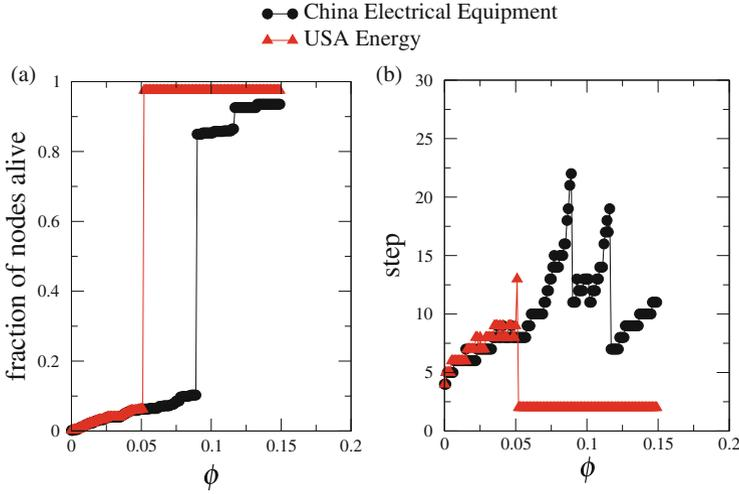 China Electrical Equipment
USA Energy
(a)
(b)
fraction of nodes alive
1
0.8
0.6
0.4
0.2
0
0
0.05
0.1
0.15
0.2
ϕ
step
30
25
20
15
10
5
0
0
0.05
0.1
0.15
0.2
ϕ